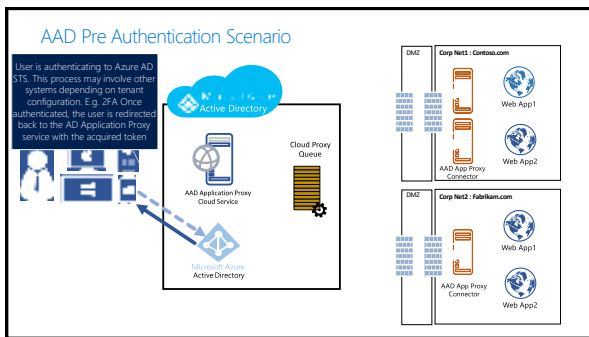 AAD Pre Authentication Scenario
User is authenticating to Azure AD
STS. This process may involve other
systems depending on tenant
configuration. E.g. 2FA Once
authenticated, the user is redirected
back to the AD Application Proxy
service with the acquired token
Active Directory
AAD Application Proxy
Cloud Service
Cloud Proxy
Queue
Microsoft Azure
Active Directory
DMZ
Corp Net1 : Contoso.com
Web App1
Web App2
AAD App Proxy
Connector
DMZ
Corp Net2 : Fabrikam.com
Web App1
AAD App Proxy
Connector
Web App2